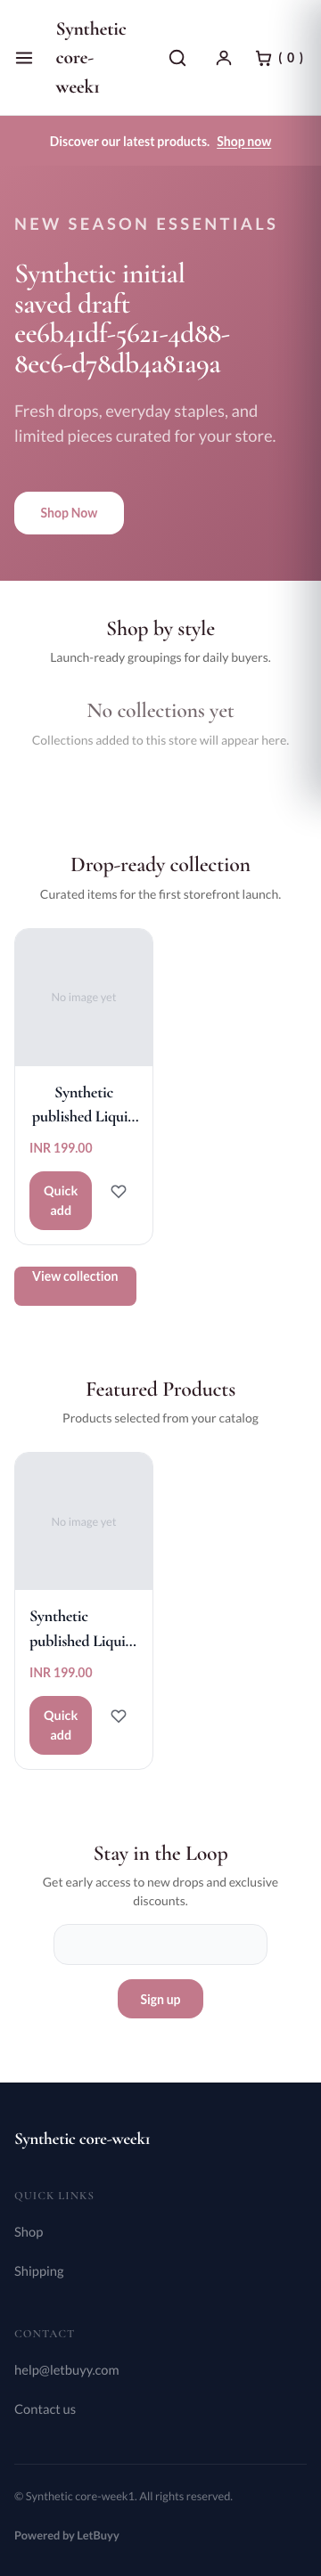 Synthetic
core-
week1
( 0 )
Discover our latest products. Shop now
NEW SEASON ESSENTIALS
Synthetic initial
saved draft
ee6b41df-5621-4d88-
8ec6-d78db4a81a9a
Fresh drops, everyday staples, and
limited pieces curated for your store.
Shop Now
Shop by style
Launch-ready groupings for daily buyers.
No collections yet
Collections added to this store will appear here.
Drop-ready collection
Curated items for the first storefront launch.
No image yet
Synthetic
published Liqui...
INR 199.00
Quick
add
View collection
Featured Products
Products selected from your catalog
No image yet
Synthetic
published Liqui...
INR 199.00
Quick
add
Stay in the Loop
Get early access to new drops and exclusive
discounts.
Sign up
Synthetic core-week1
QUICK LINKS
Shop
Shipping
CONTACT
help@letbuyy.com
Contact us
© Synthetic core-week1. All rights reserved.
Powered by LetBuyy